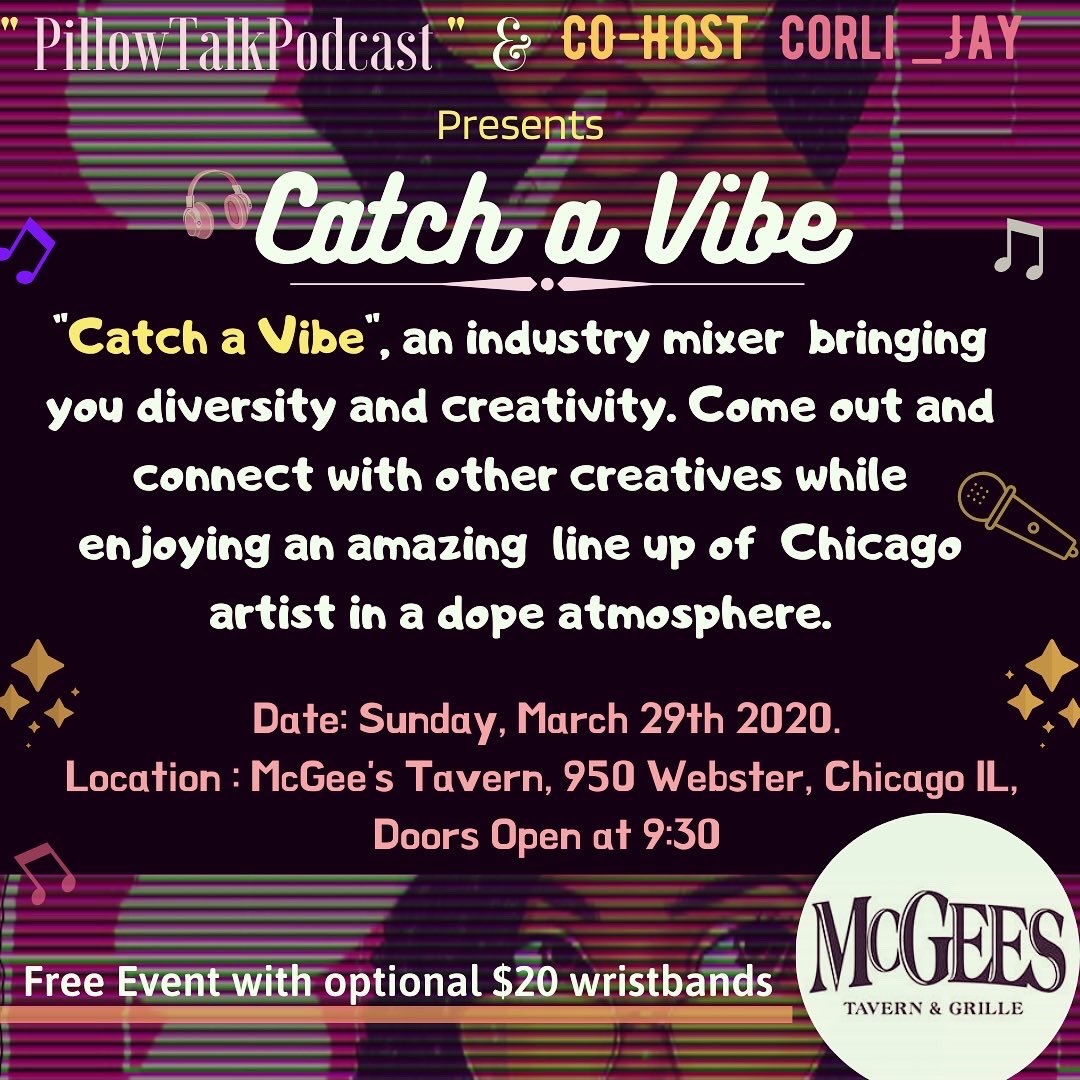 " PillowTalkPodcast " & CO-HOST CORLI _JAY
Presents
Catch a Vibe
"Catch a Vibe", an industry mixer bringing
you diversity and creativity. Come out and
connect with other creatives while
enjoying an amazing line up of Chicago
artist in a dope atmosphere.
Date: Sunday, March 29th 2020.
Location : McGee's Tavern, 950 Webster, Chicago IL,
Doors Open at 9:30
Free Event with optional $20 wristbands
McGEES
TAVERN & GRILLE